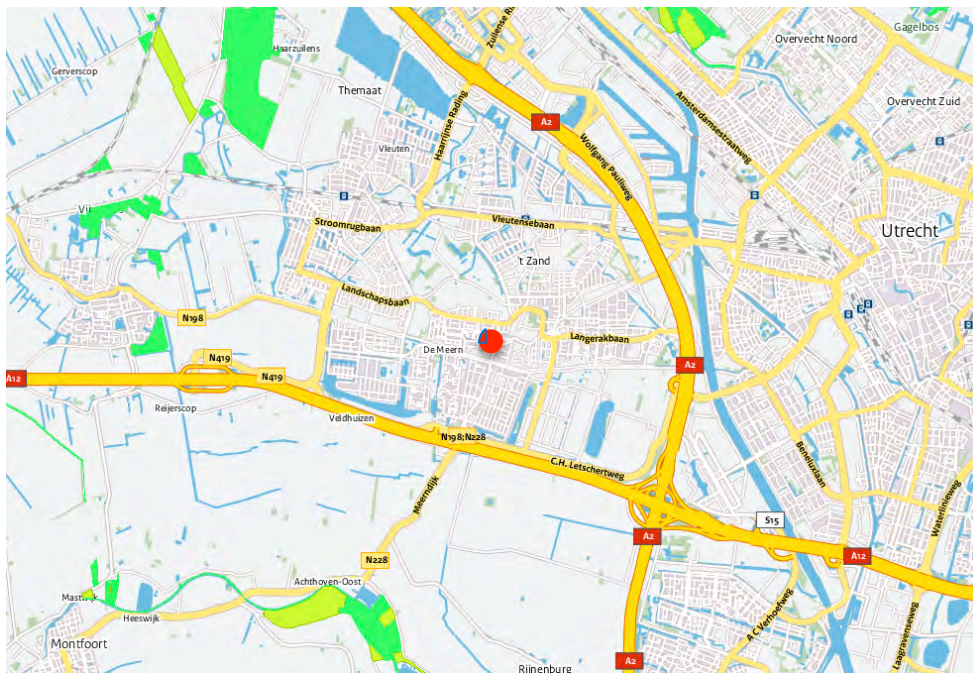 Gagelbos
Zuilense R
Overvecht Noord
Haarzuilens
Gerverscop
Themaat
Overvecht Zuid
A2
Amsterdamsestraatweg
Haarrijnse Rading
Wolfgang Pauliweg
Vleuten
Stroomrugbaan
Vleutensebaan
Utrecht
't Zand
Landschapsbaan
N198
Langerakbaan
De Meern
N419
A2
A12
N419
Reijerscop
Veldhuizen
N198;N228
C.H. Letschertweg
Beneluxlaan
Meerndijk
Waterlinieweg
S15
A2
A12
N228
Achthoven-Oost
Mastwijk
Heeswijk
A C Verhoefweg
Laagravenseweg
Montfoort
Rijnenburg
A2